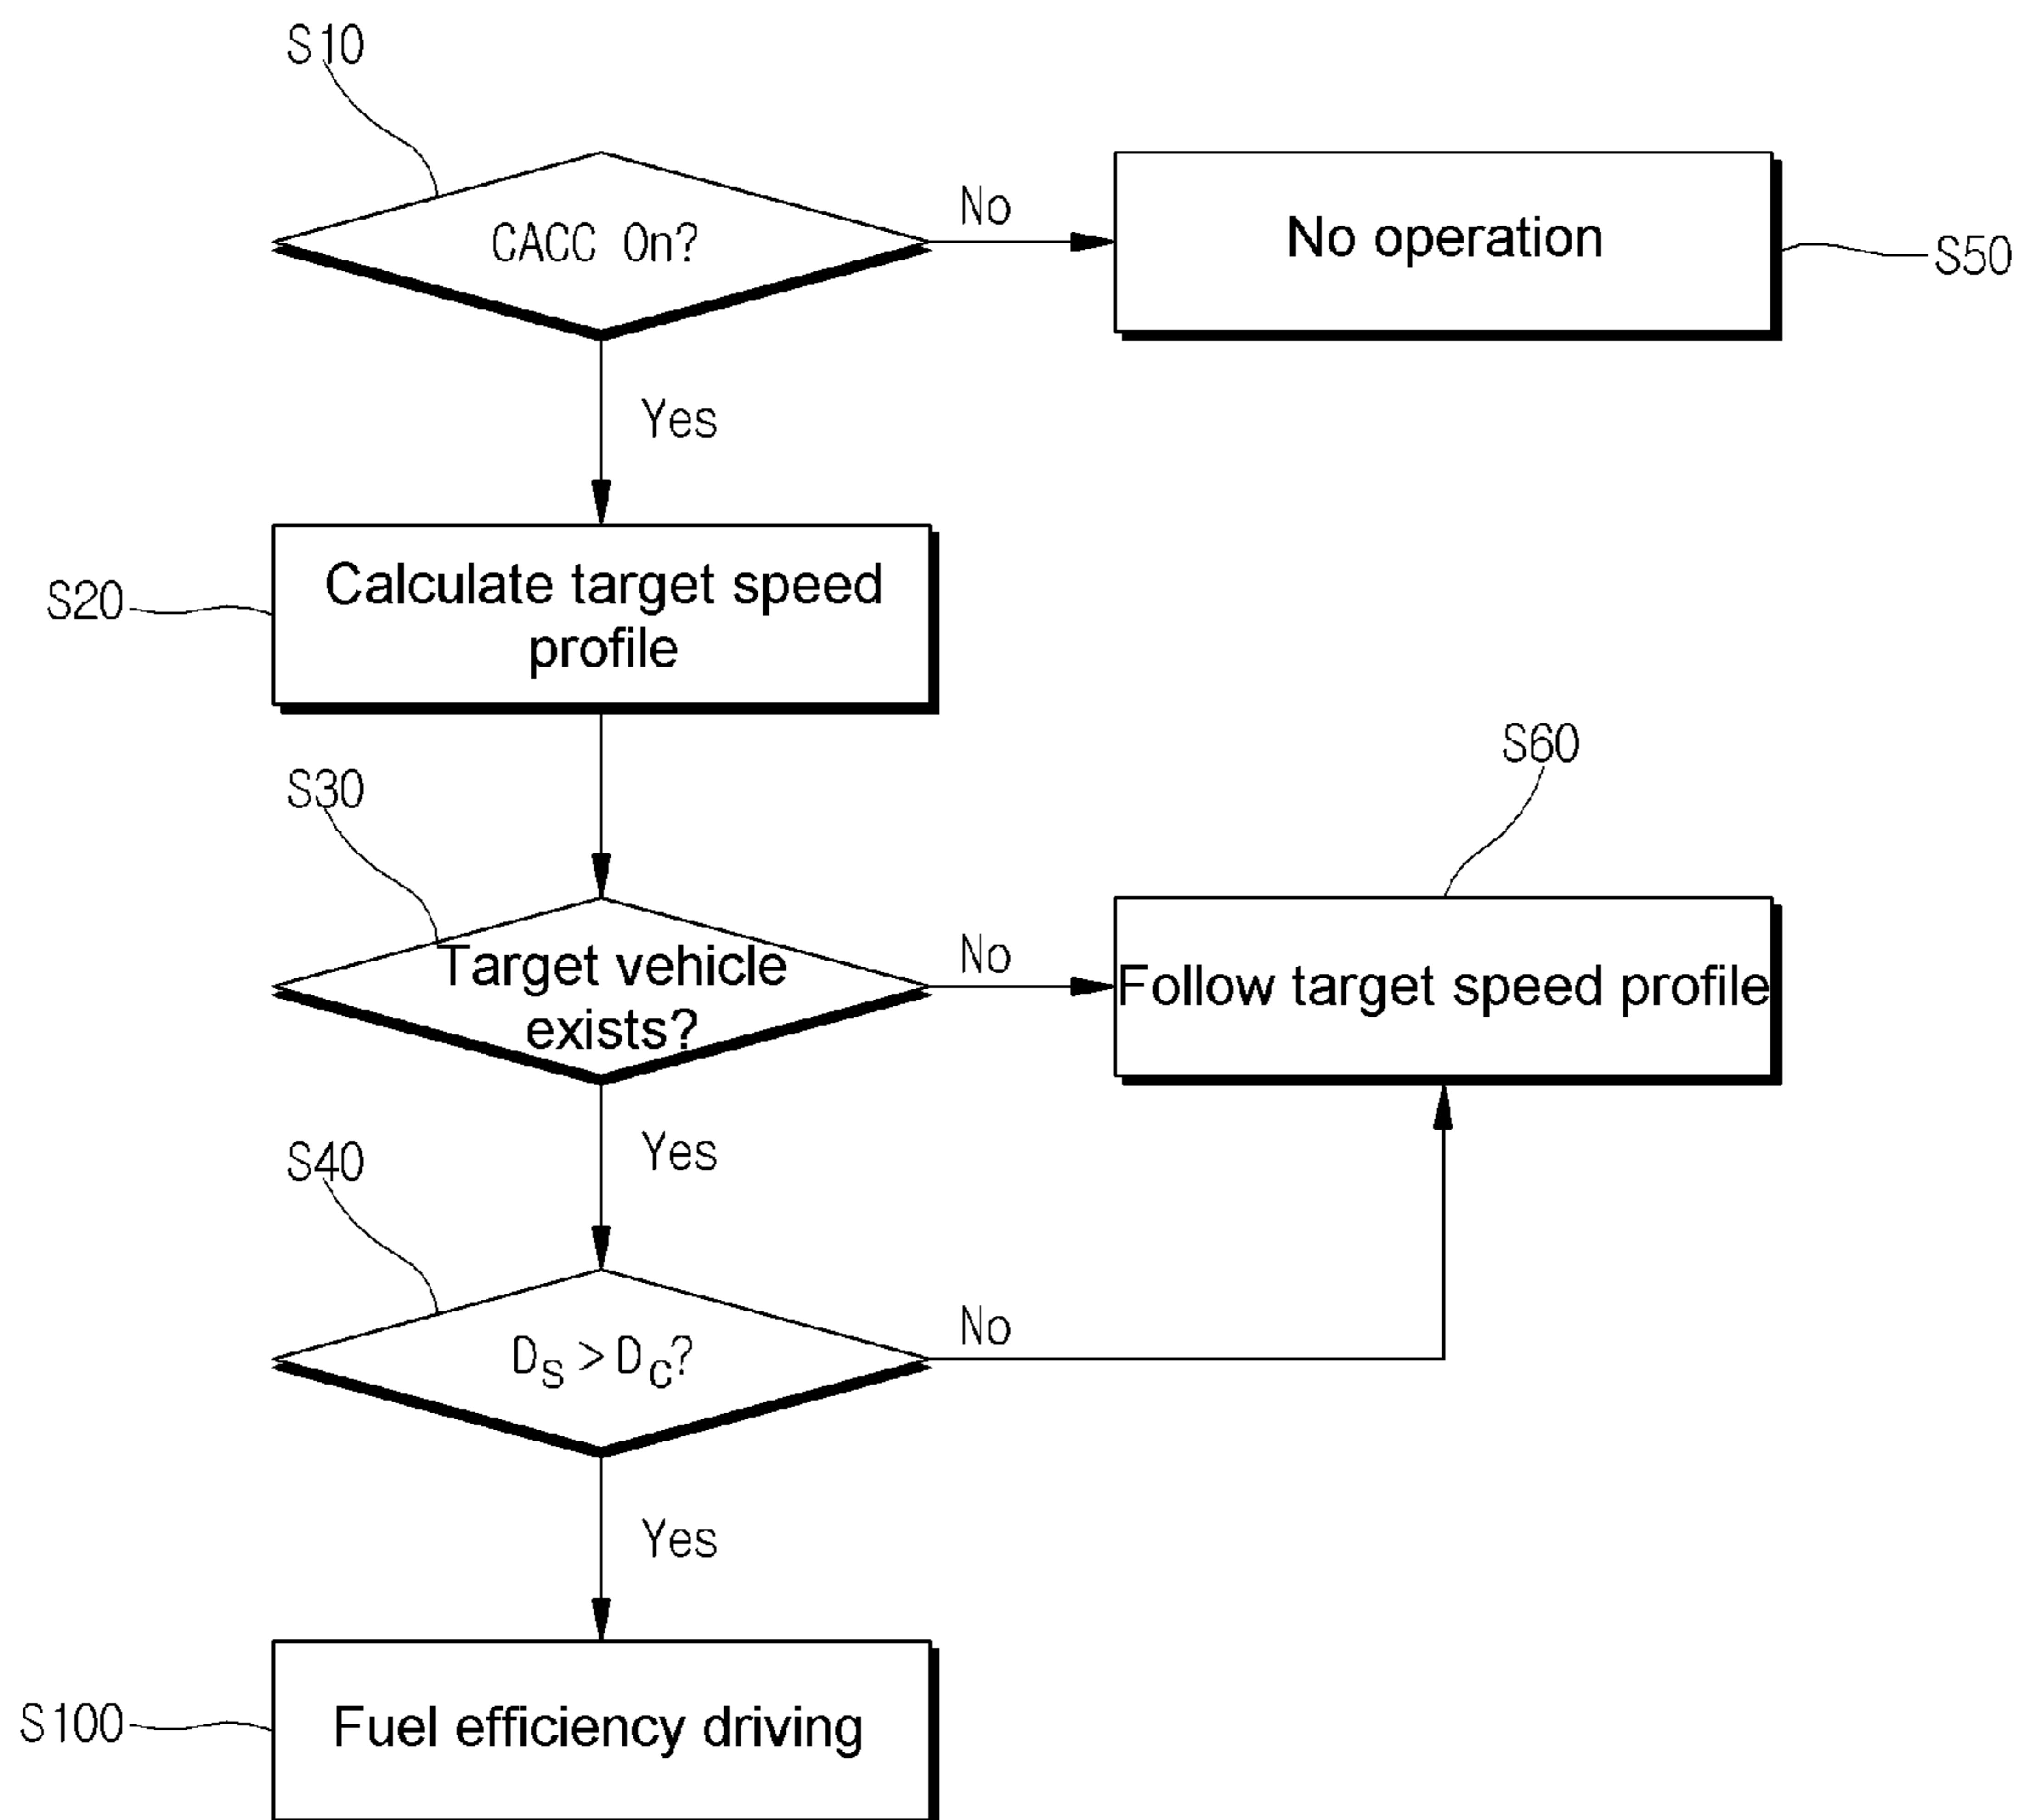 S10
CACC On?
No
No operation
S50
Yes
S20
Calculate target speed
profile
S30
Target vehicle
exists?
No
S60
Follow target speed profile
Yes
S40
DS>DC?
No
Yes
S100
Fuel efficiency driving